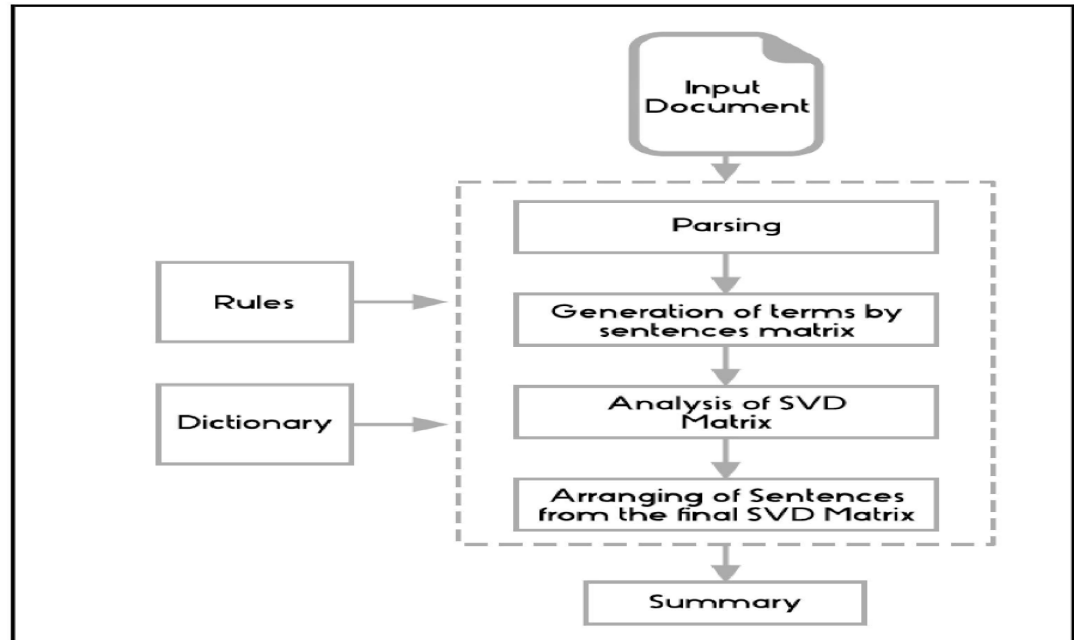 Input
Document
Parsing
Rules
Generation of terms by
sentences matrix
Dictionary
Analysis of SVD
Matrix
Arranging of Sentences
from the final SVD Matrix
Summary